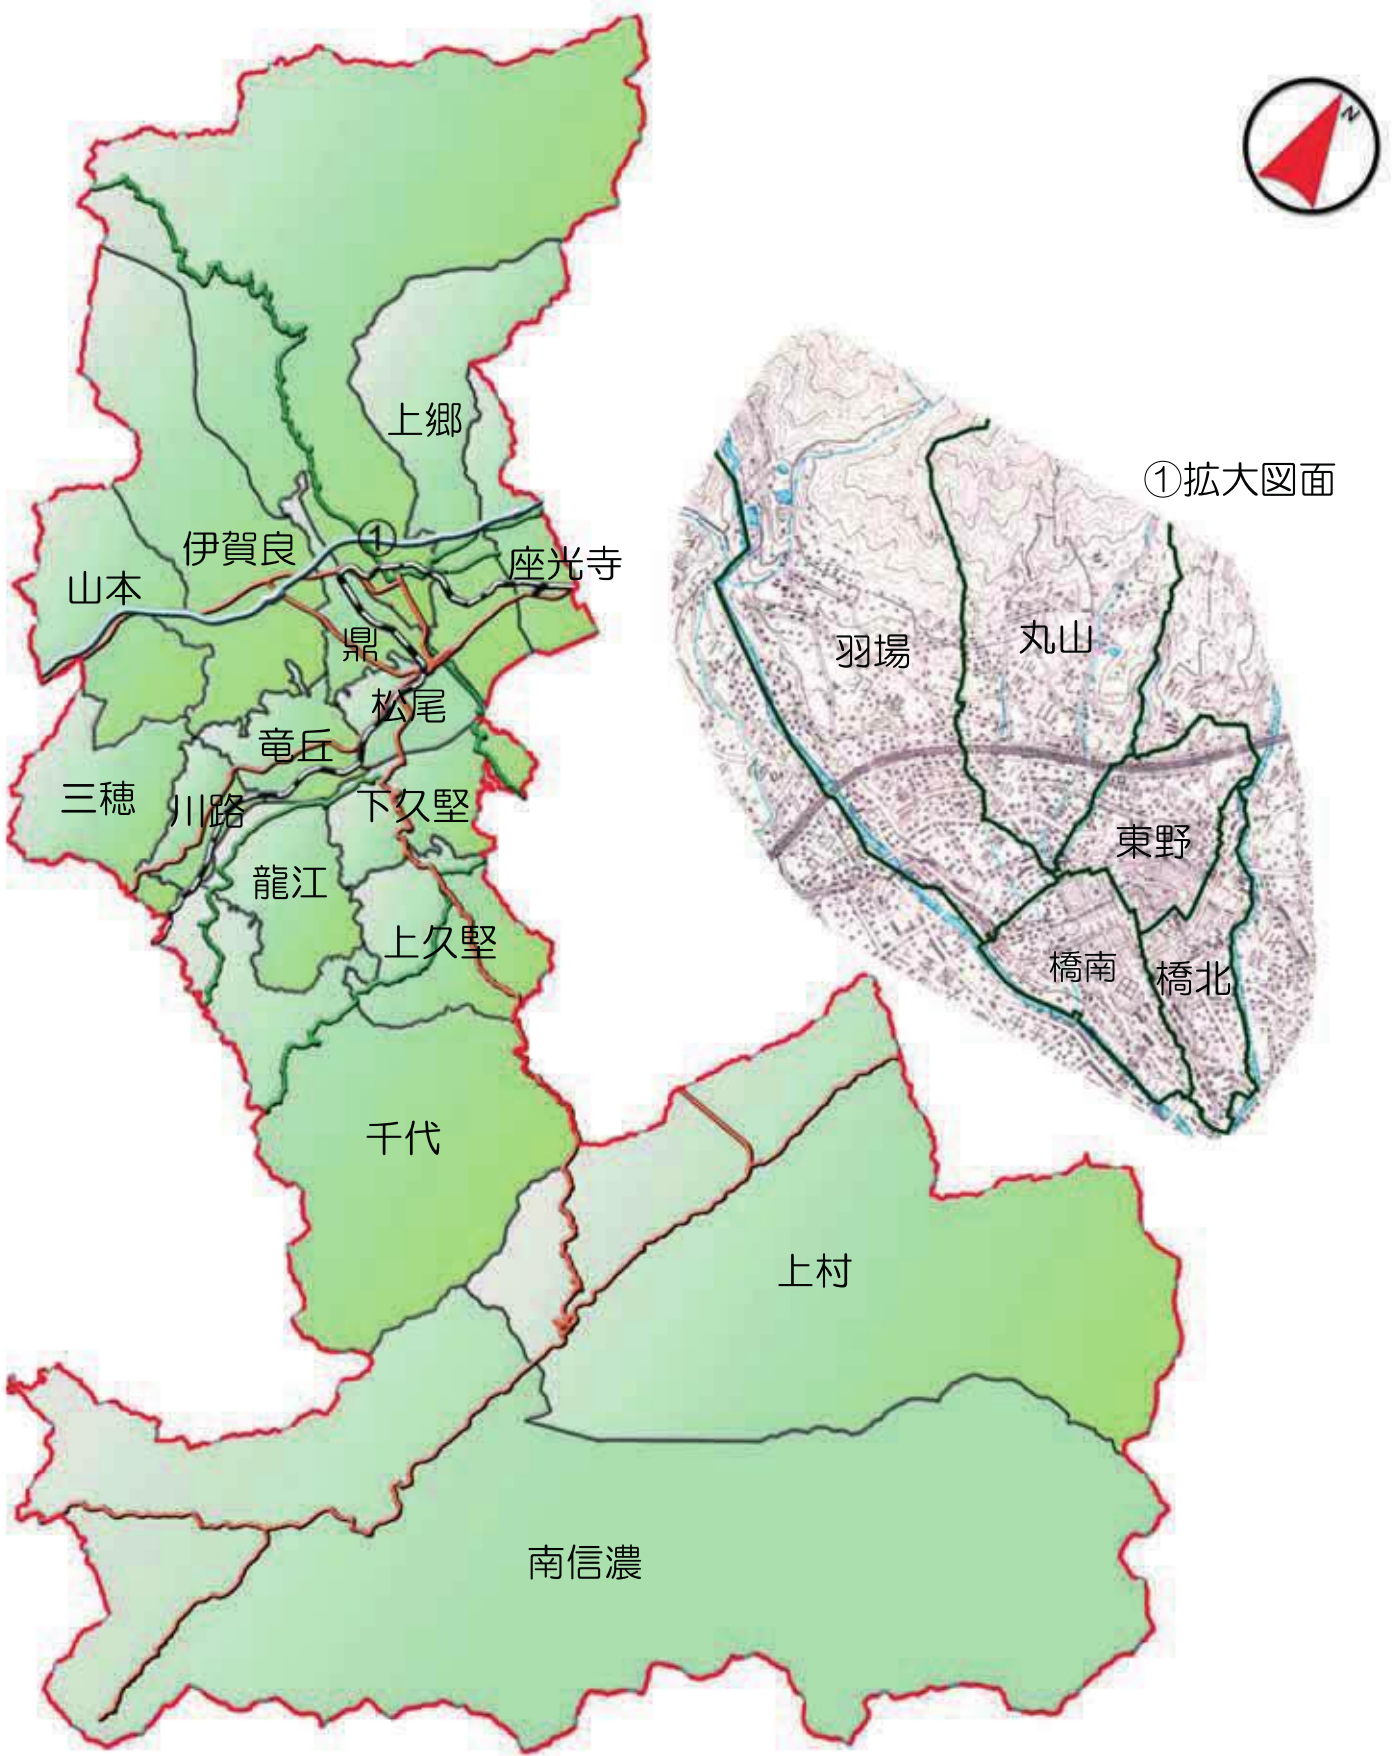 N
上郷
①拡大図面
①
伊賀良
座光寺
山本
鼎
羽場
丸山
松尾
竜丘
三穂
川路
下久堅
東野
龍江
上久堅
橋南
橋北
千代
上村
南信濃